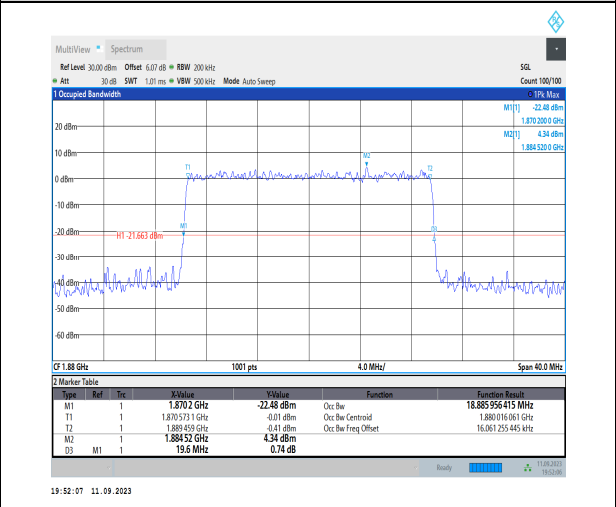 MultiView Spectrum
Ref Level 30.00 dBm Offset 6.07 dB RBW 200 kHz SGL
Att 30 dB SWT 1.01 ms VBW 500 kHz Mode Auto Sweep Count 100/100
1 Occupied Bandwidth 1Pk Max
M1[1] -22.48 dBm
1.870 200 0 GHz
M2[1] 4.34 dBm
1.884 520 0 GHz
20 dBm
10 dBm
M2
T1 T2
0 dBm
-10 dBm
M1 D3
-20 dBm
H1 -21.663 dBm
-30 dBm
-40 dBm
-50 dBm
-60 dBm
CF 1.88 GHz 1001 pts 4.0 MHz/ Span 40.0 MHz
2 Marker Table
Type Ref Trc X-Value Y-Value Function Function Result
M1 1 1.870 2 GHz -22.48 dBm Occ Bw 18.885 956 415 MHz
T1 1 1.870 573 1 GHz -0.01 dBm Occ Bw Centroid 1.880 016 061 GHz
T2 1 1.889 459 GHz -0.41 dBm Occ Bw Freq Offset 16.061 255 445 kHz
M2 1 1.884 52 GHz 4.34 dBm
D3 M1 1 19.6 MHz 0.74 dB
Ready 11.09.2023
19:52:06
19:52:07 11.09.2023